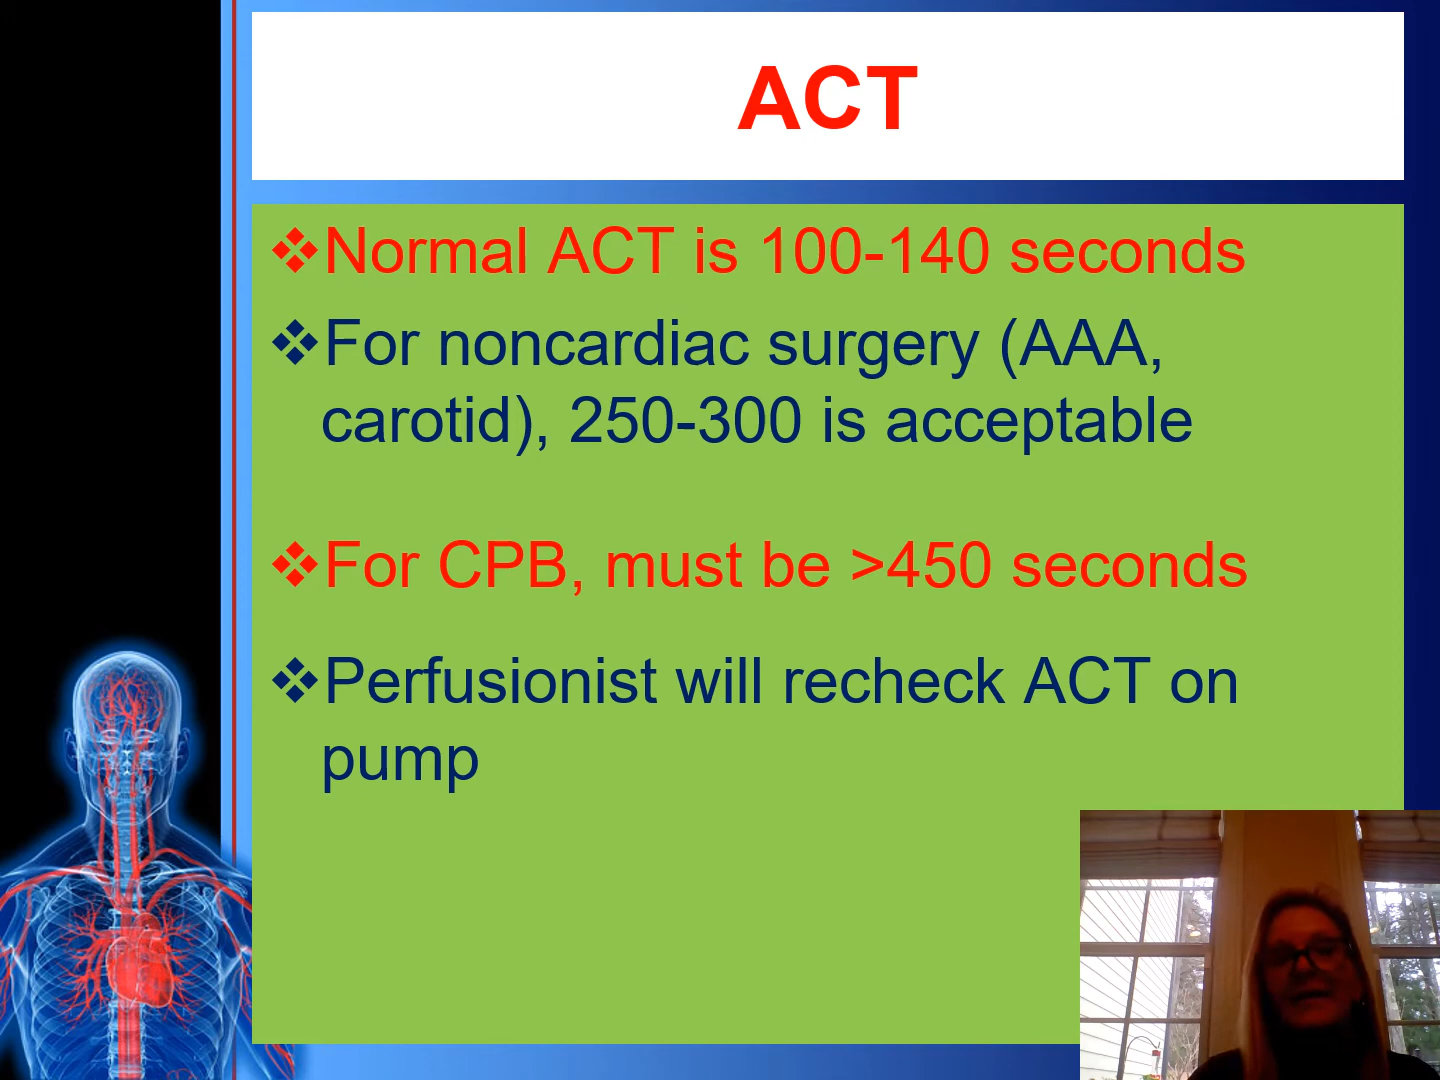 ACT
❖Normal ACT is 100-140 seconds
❖For noncardiac surgery (AAA,
carotid), 250-300 is acceptable
❖For CPB, must be >450 seconds
❖Perfusionist will recheck ACT on
pump